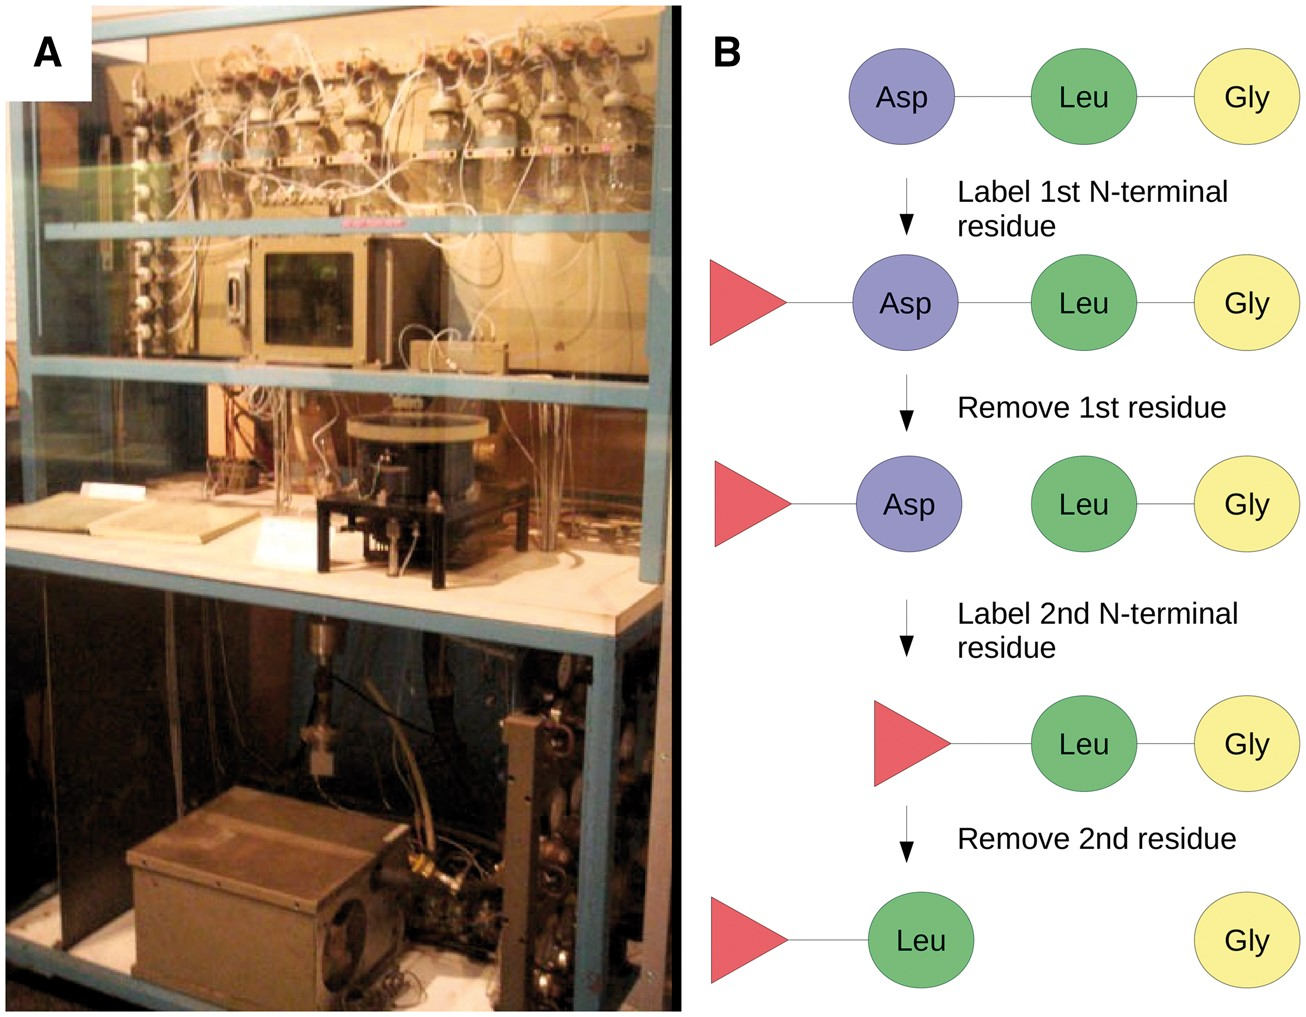 A
B
Asp Leu Gly
Label 1st N-terminal
residue
Asp Leu Gly
Remove 1st residue
Asp Leu Gly
Label 2nd N-terminal
residue
Leu Gly
Remove 2nd residue
Leu Gly